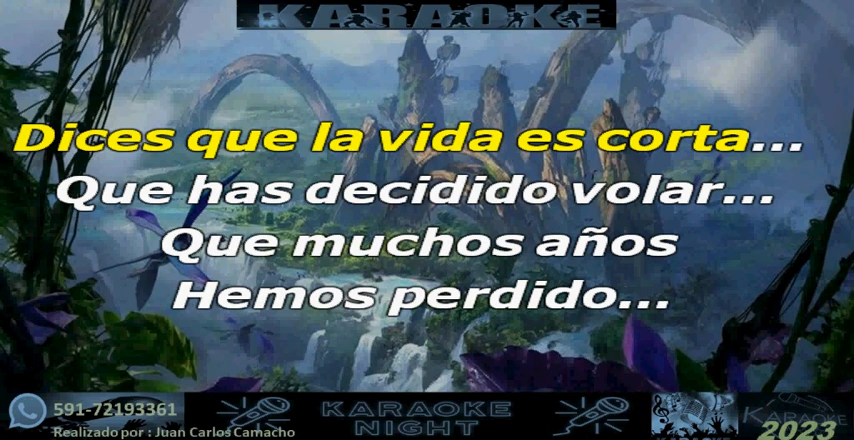 KARAOKE
Dices que la vida es corta...
Que has decidido volar...
Que muchos años
Hemos perdido...
591-72193361
Realizado por : Juan Carlos Camacho
KARAOKE
NIGHT
KARAOKE
KARAOKE
2023